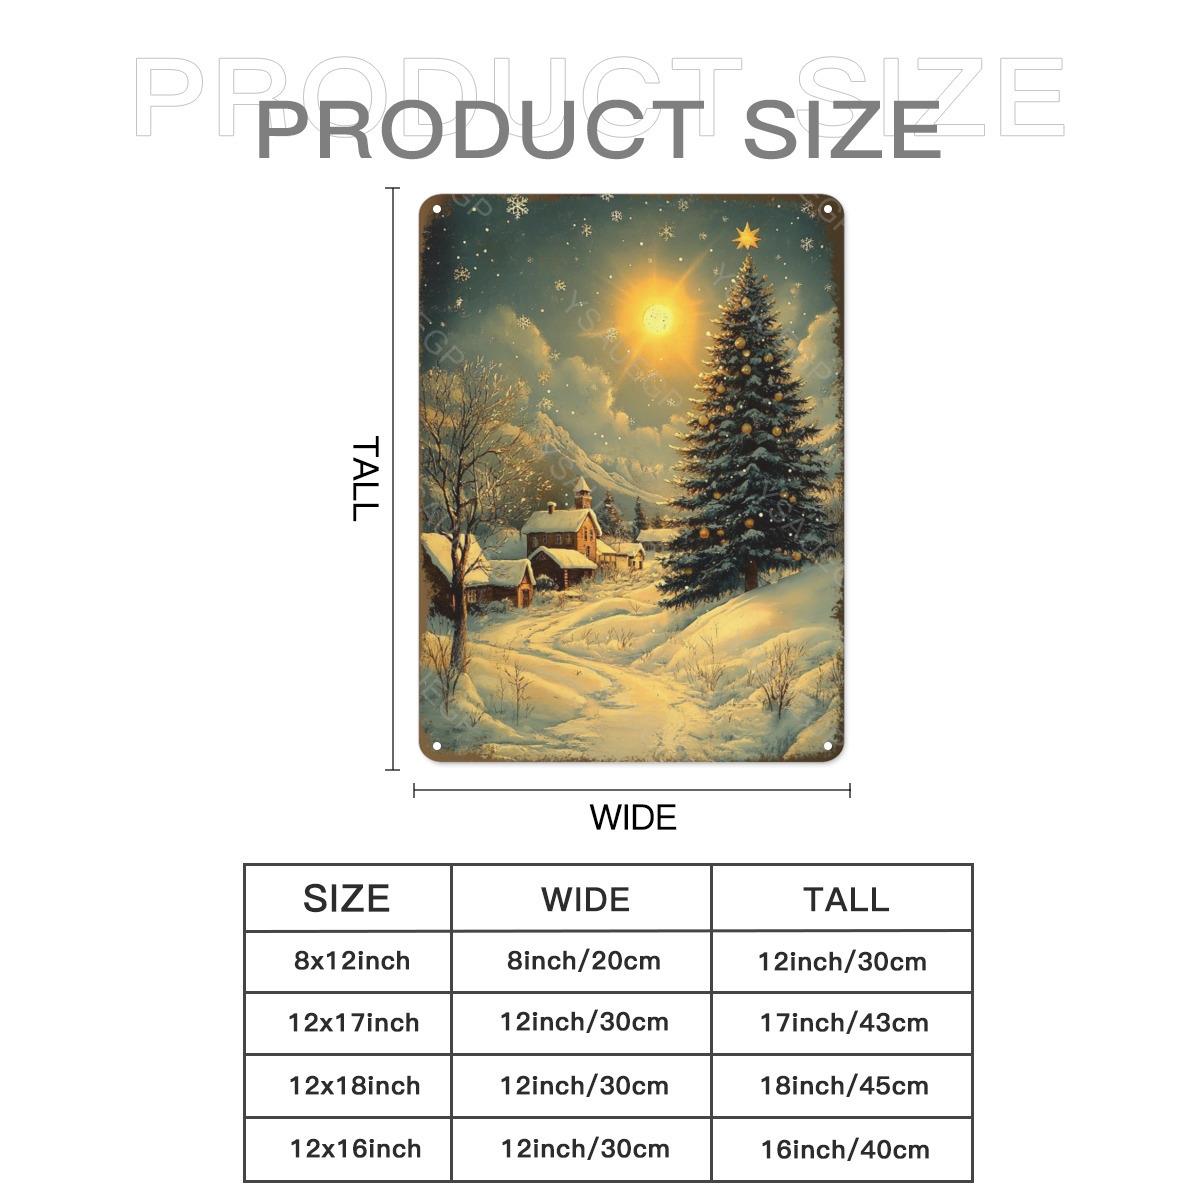 PRODUCT SIZE
PRODUCT SIZE
TALL
WIDE
SIZE WIDE TALL
8x12inch 8inch/20cm 12inch/30cm
12x17inch 12inch/30cm 17inch/43cm
12x18inch 12inch/30cm 18inch/45cm
12x16inch 12inch/30cm 16inch/40cm